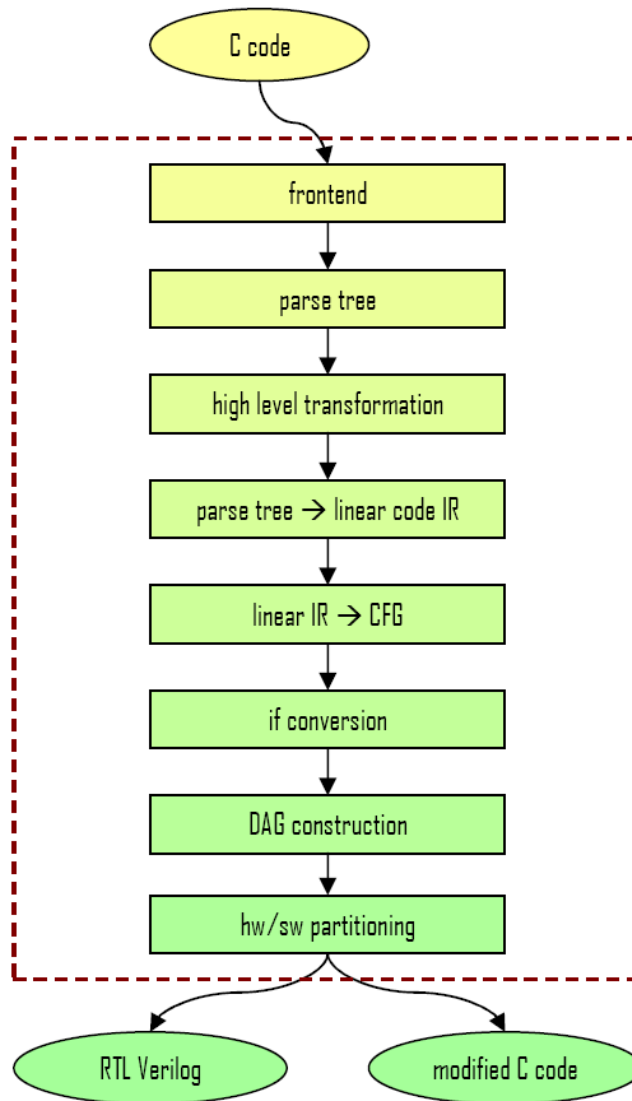 C code
frontend
parse tree
high level transformation
parse tree → linear code IR
linear IR → CFG
if conversion
DAG construction
hw/sw partitioning
RTL Verilog
modified C code